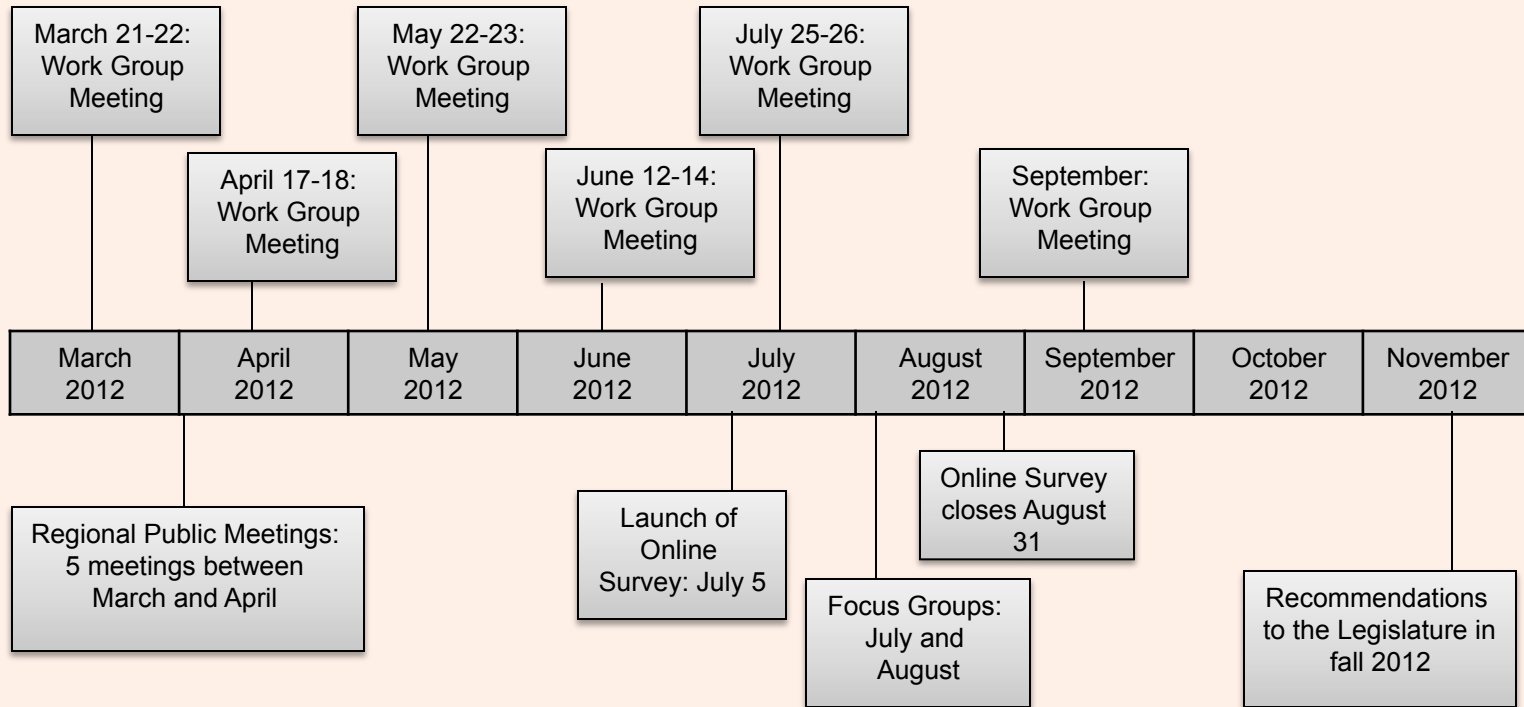 March 21-22:
Work Group
Meeting
May 22-23:
Work Group
Meeting
July 25-26:
Work Group
Meeting
April 17-18:
Work Group
Meeting
June 12-14:
Work Group
Meeting
September:
Work Group
Meeting
March
2012
April
2012
May
2012
June
2012
July
2012
August
2012
September
2012
October
2012
November
2012
Regional Public Meetings:
5 meetings between
March and April
Launch of
Online
Survey: July 5
Online Survey
closes August
31
Focus Groups:
July and
August
Recommendations
to the Legislature in
fall 2012